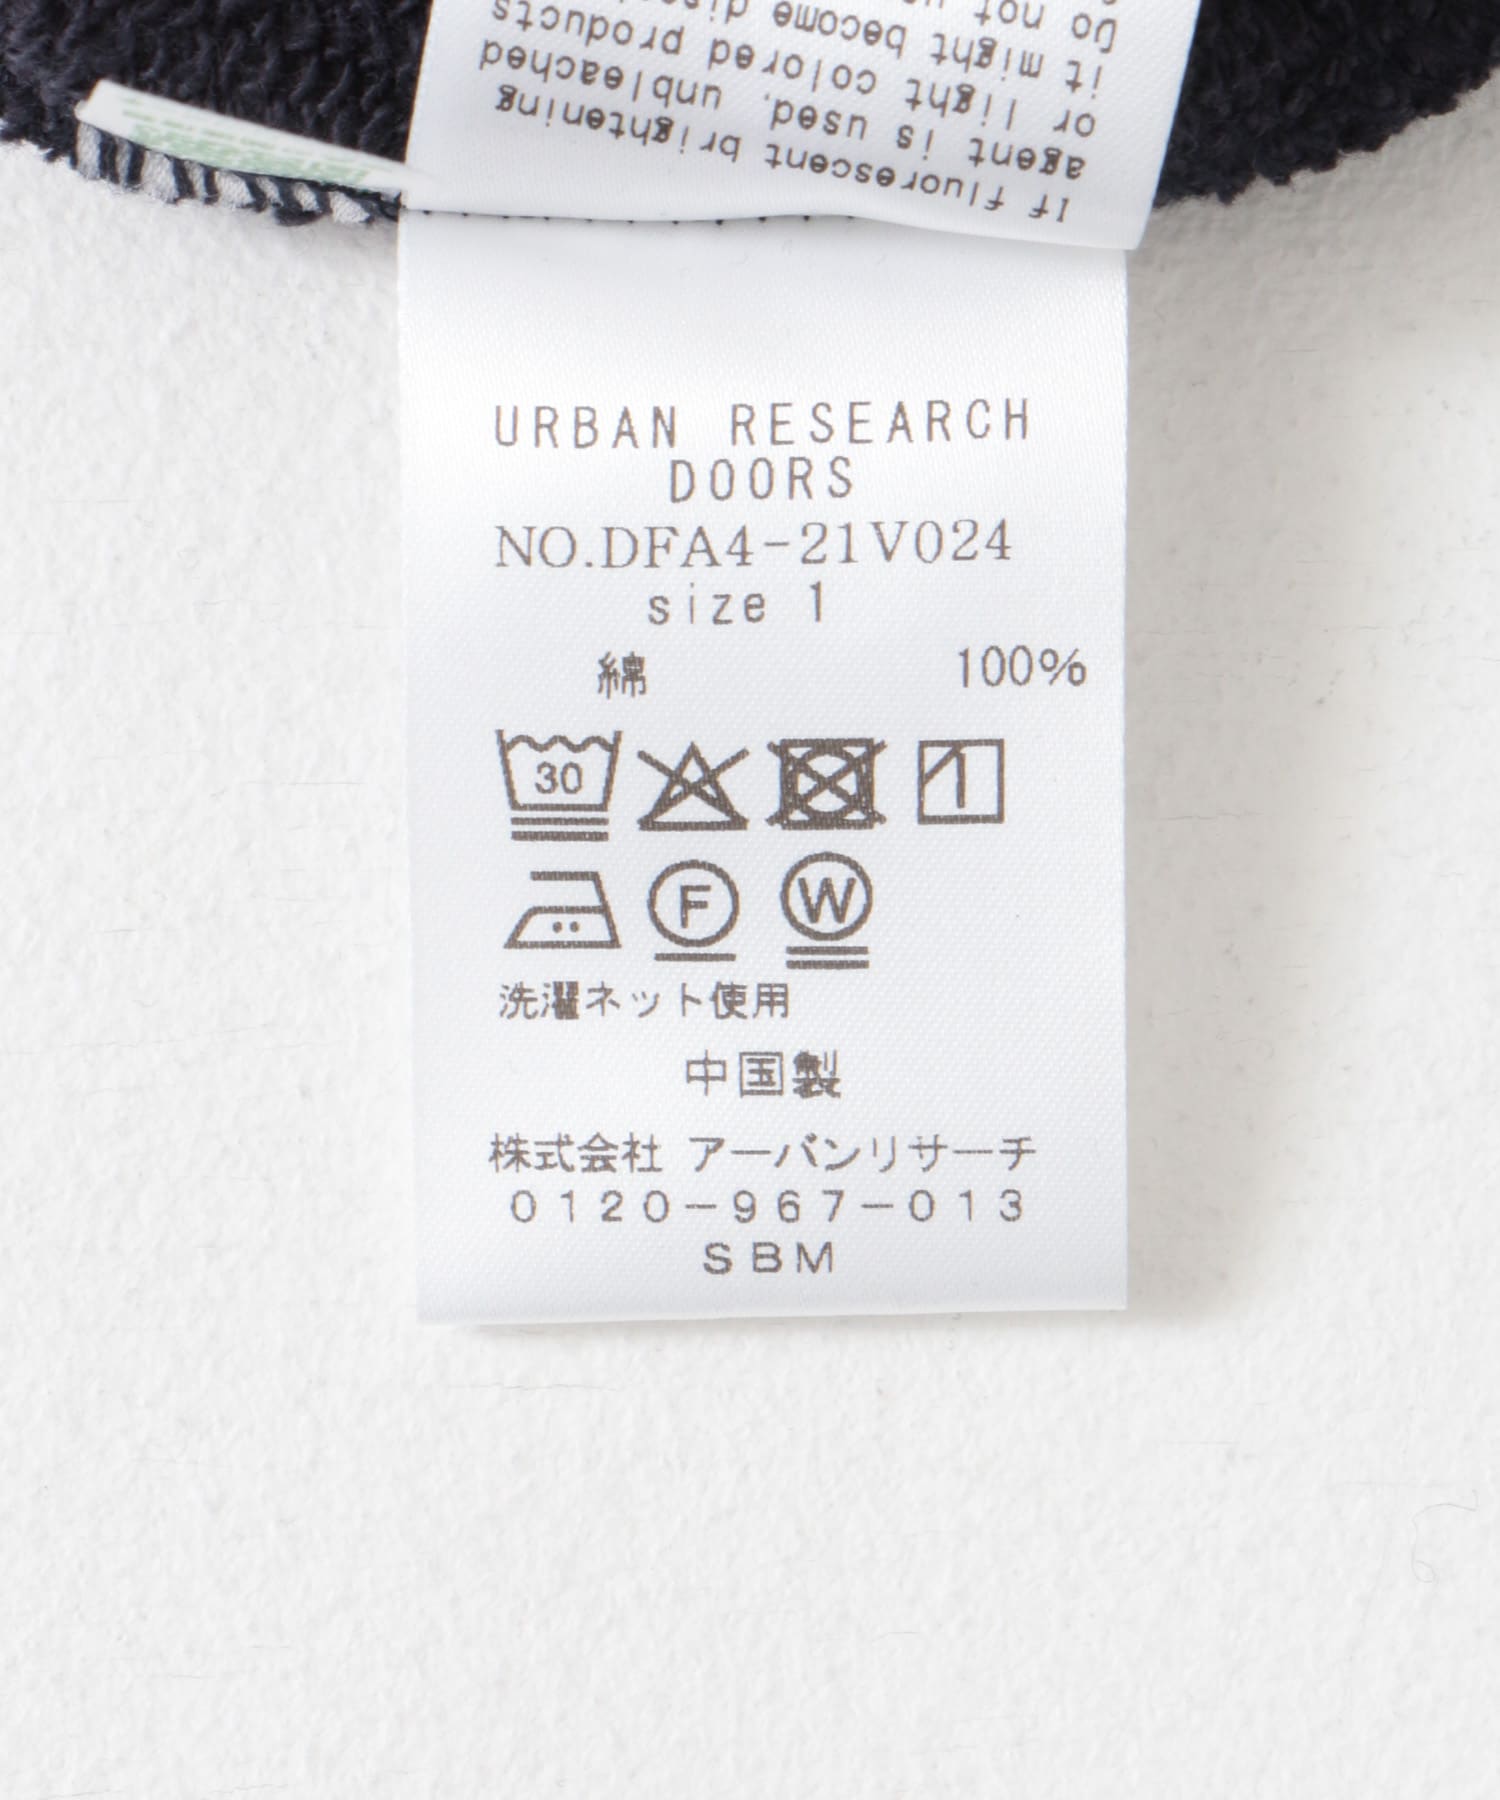 If fluorescent brightening
agent is used, unbleached
or light colored products
it might become
Do not
URBAN RESEARCH
DOORS
NO.DFA4-21V024
size 1
綿 100%
30
F W
洗濯ネット使用
中国製
株式会社 アーバンリサーチ
0120-967-013
SBM